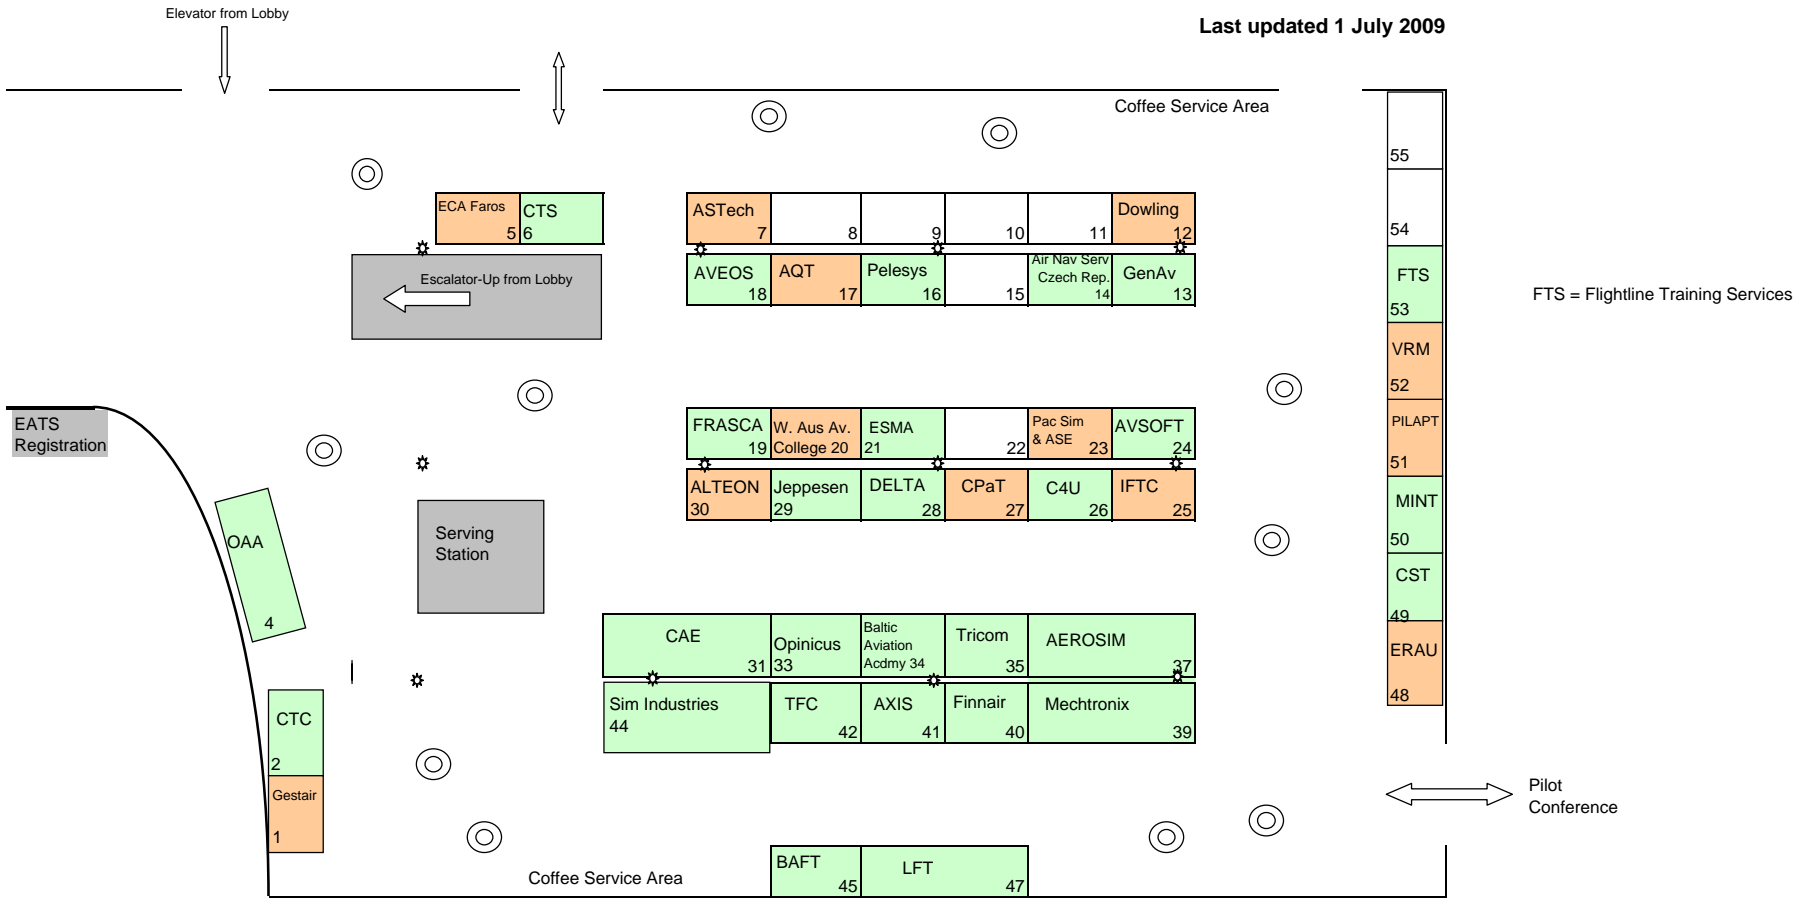 Elevator from Lobby
Last updated 1 July 2009
Coffee Service Area
55
54
ECA Faros
5
CTS
6
ASTech
7
8
9
10
11
Dowling
12
AVEOS
18
AQT
17
Pelesys
16
15
Air Nav Serv
Czech Rep.
14
GenAv
13
Escalator-Up from Lobby
FTS
53
FTS = Flightline Training Services
VRM
52
PILAPT
51
MINT
50
CST
49
ERAU
48
EATS
Registration
FRASCA
19
W. Aus Av.
College 20
ESMA
21
22
Pac Sim
& ASE
23
AVSOFT
24
ALTEON
30
Jeppesen
29
DELTA
28
CPaT
27
C4U
26
IFTC
25
Serving
Station
OAA
4
CAE
31
Opinicus
33
Baltic
Aviation
Acdmy 34
Tricom
35
AEROSIM
37
Sim Industries
44
TFC
42
AXIS
41
Finnair
40
Mechtronix
39
CTC
2
Gestair
1
Pilot
Conference
Coffee Service Area
BAFT
45
LFT
47